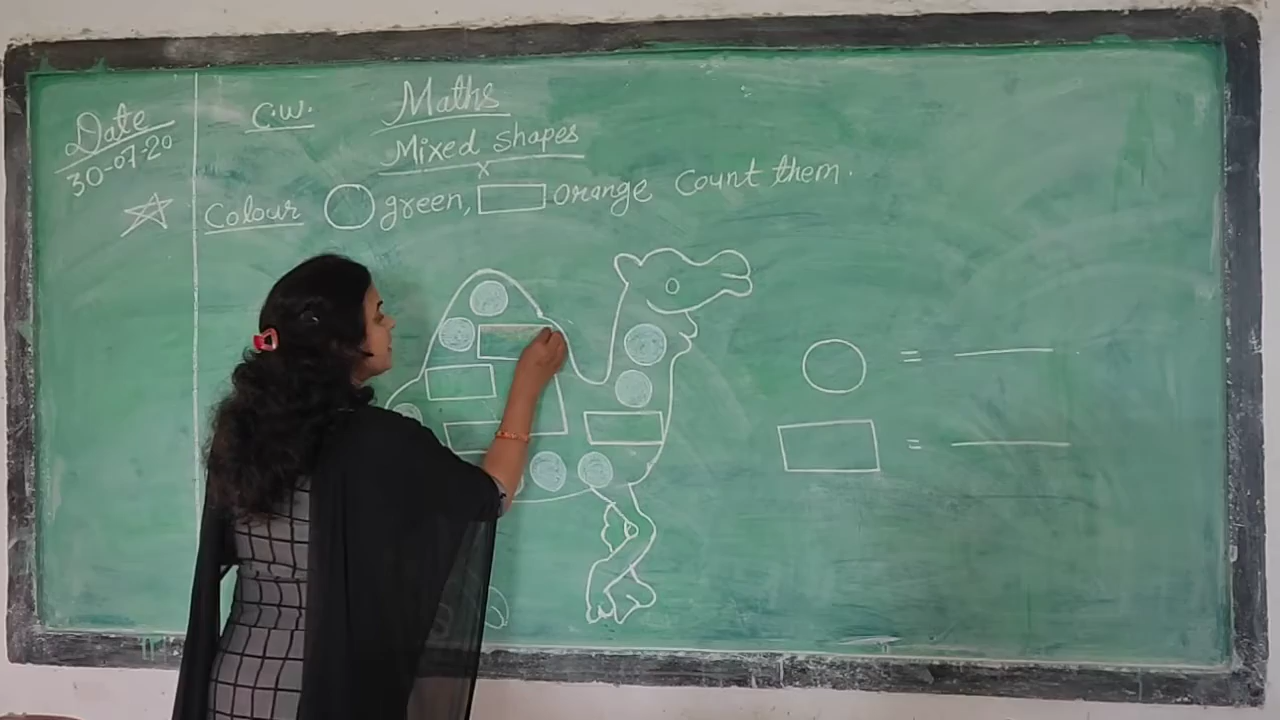 Date
30-07-20
C.W.
Maths
Mixed shapes
x
Colour green, orange count them.
=
=